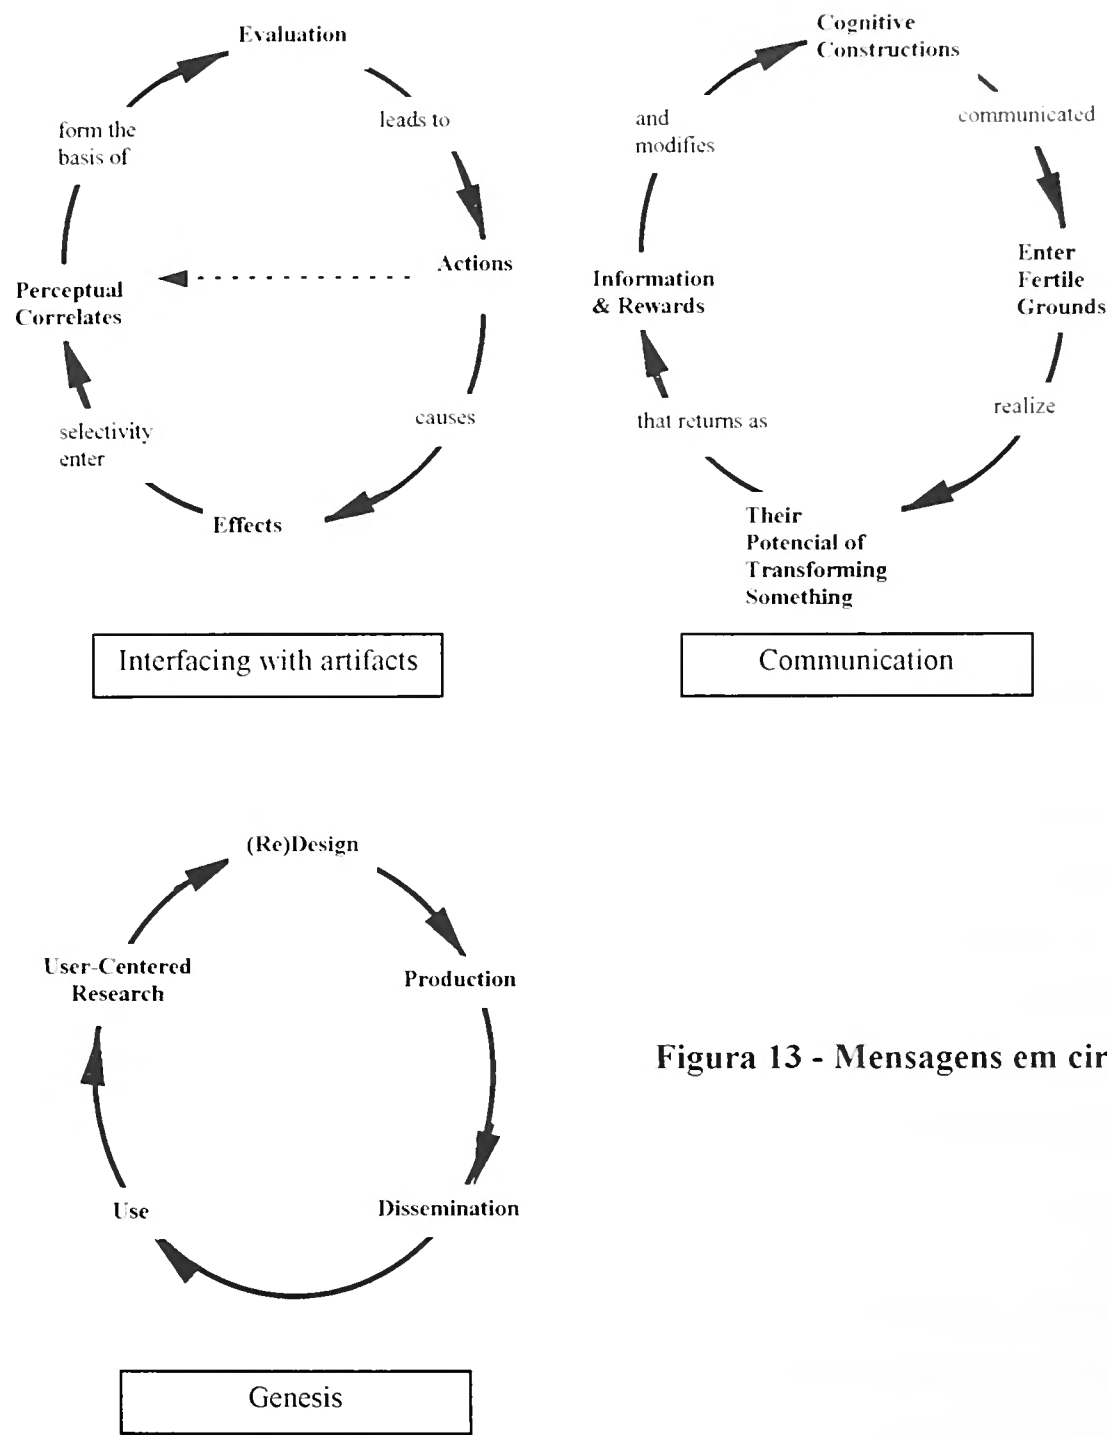 Evaluation
leads to
Actions
causes
Effects
selectivity
enter
Perceptual
Correlates
form the
basis of
Interfacing with artifacts
Cognitive
Constructions
communicated
Enter
Fertile
Grounds
realize
Their
Potencial of
Transforming
Something
that returns as
Information
& Rewards
and
modifies
Communication
(Re)Design
Production
Dissemination
Use
User-Centered
Research
Genesis
Figura 13 - Mensagens em cir